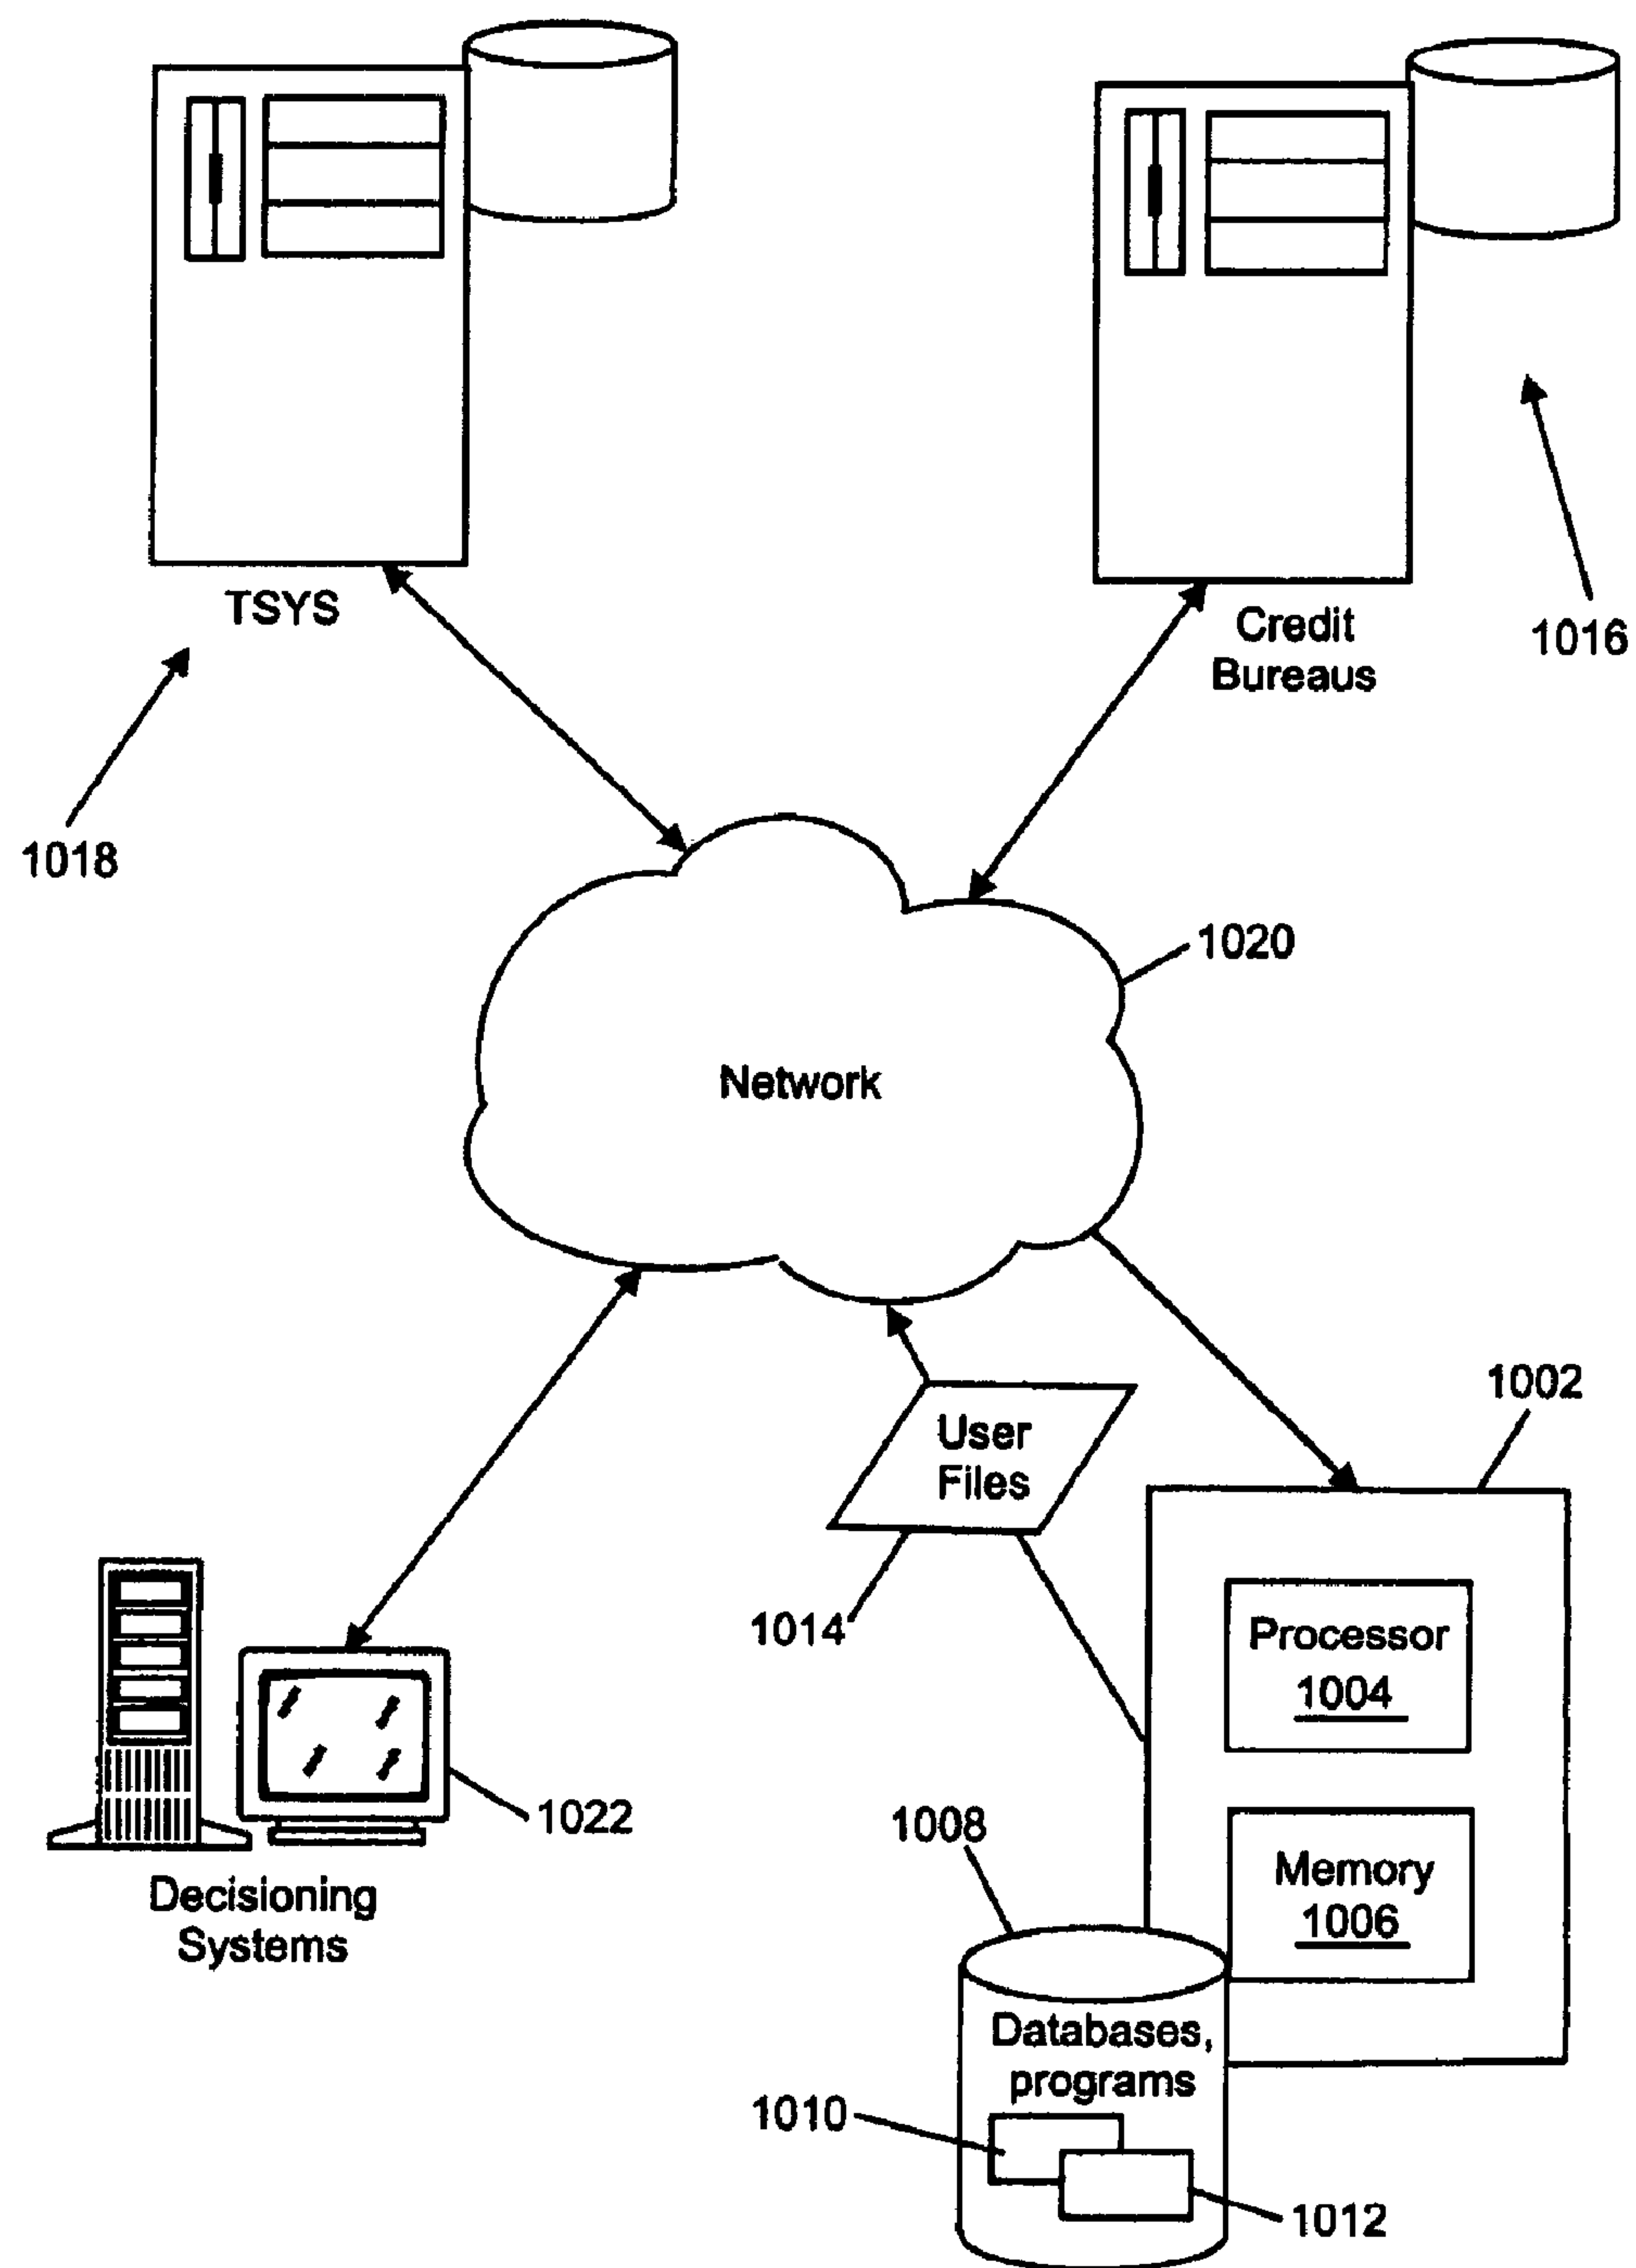 TSYS
Credit
Bureaus
1016
1018
1020
Network
1002
User
Files
1014
Processor
1004
1022
1008
Memory
1006
Decisioning
Systems
Databases,
programs
1010
1012